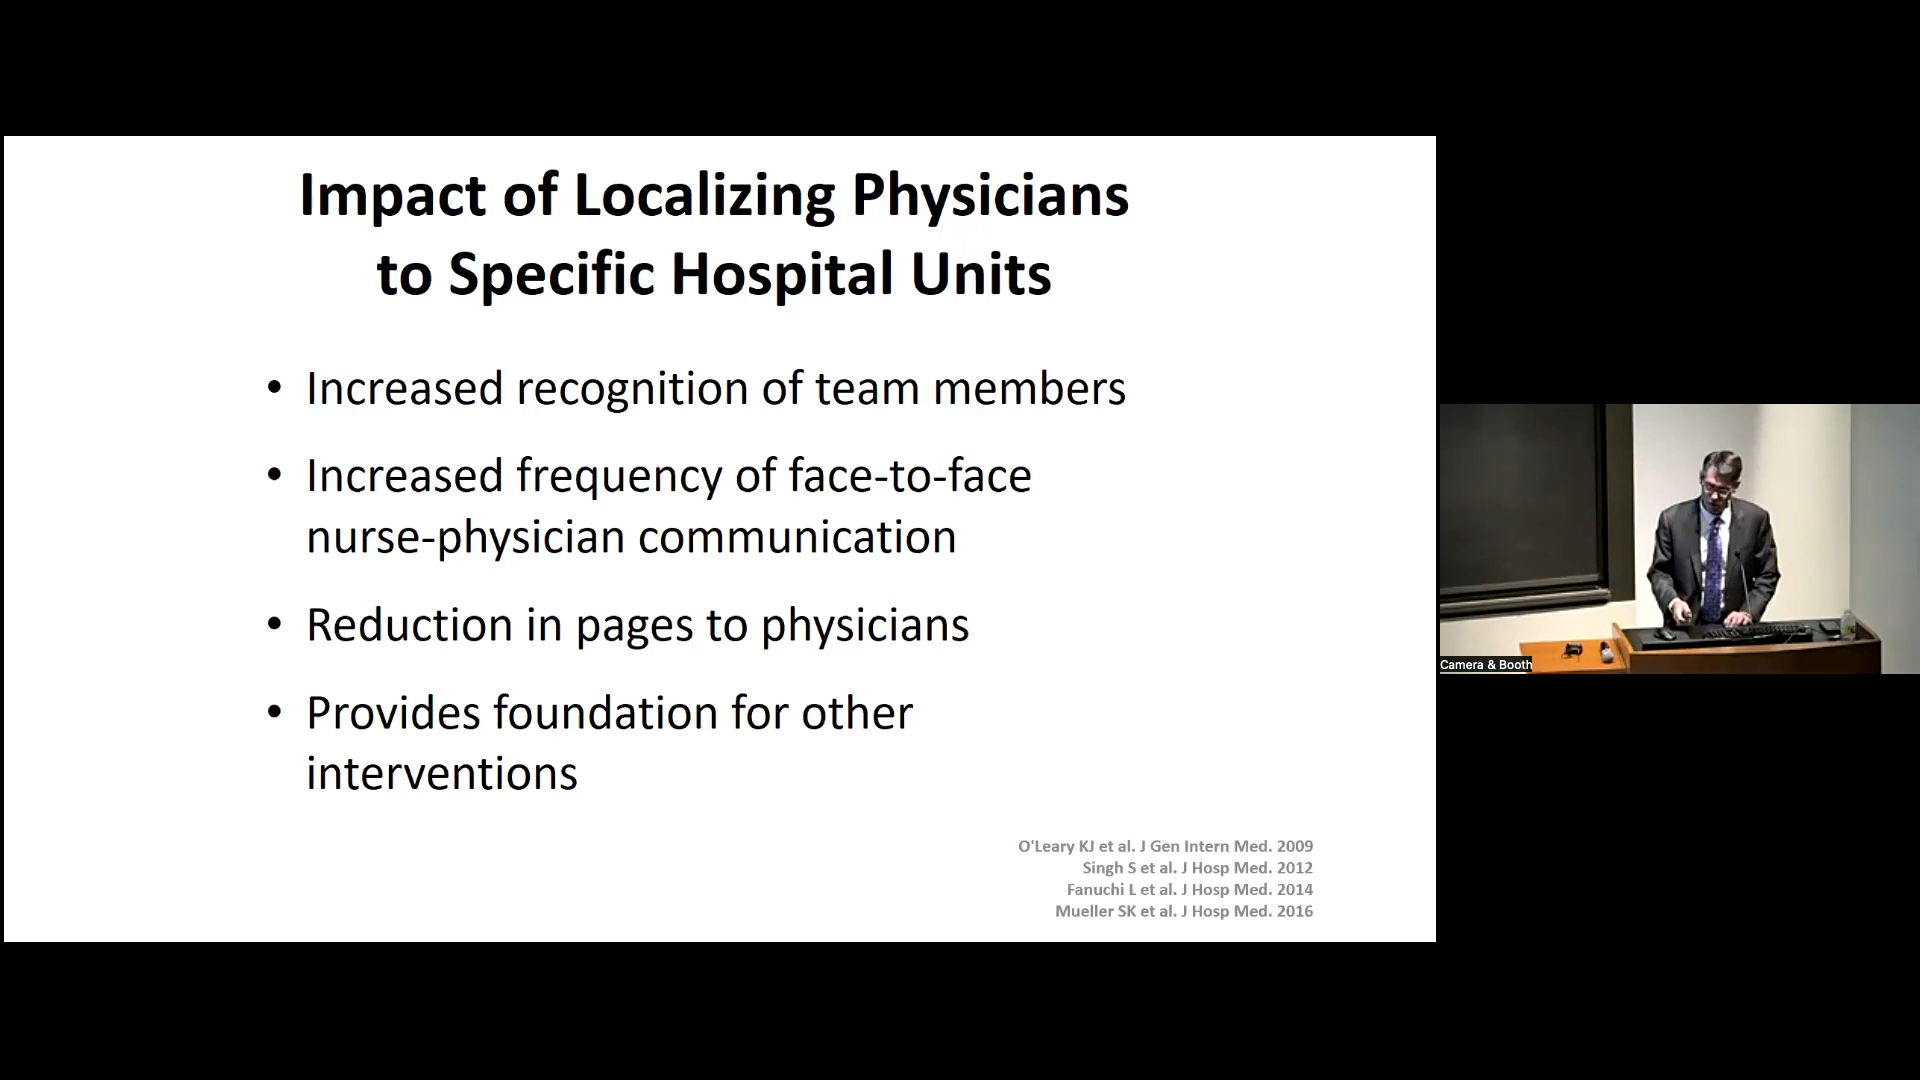 Impact of Localizing Physicians
to Specific Hospital Units
• Increased recognition of team members
• Increased frequency of face-to-face
nurse-physician communication
• Reduction in pages to physicians
• Provides foundation for other
interventions
O'Leary KJ et al. J Gen Intern Med. 2009
Singh S et al. J Hosp Med. 2012
Fanuchi L et al. J Hosp Med. 2014
Mueller SK et al. J Hosp Med. 2016
Camera & Booth